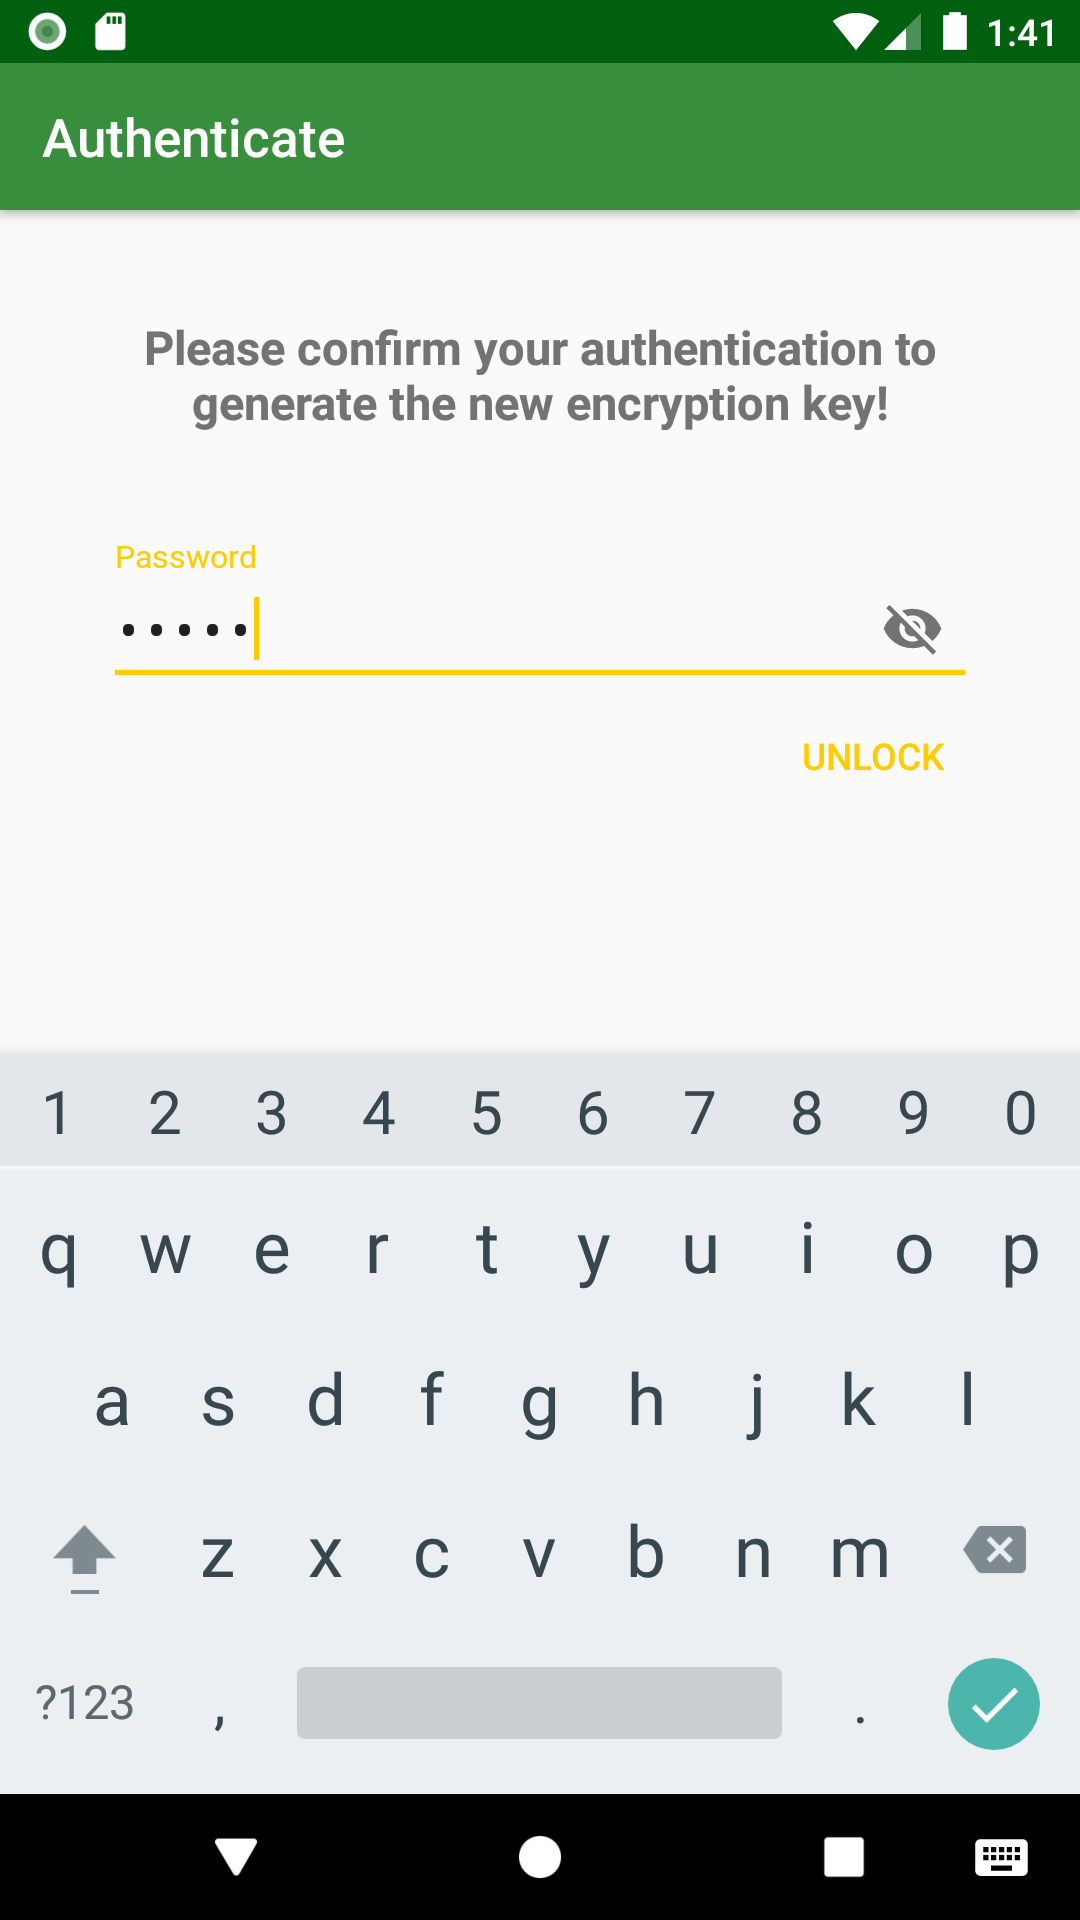 1:41
Authenticate
Please confirm your authentication to
generate the new encryption key!
Password
•••••
UNLOCK
1 2 3 4 5 6 7 8 9 0
q w e r t y u i o p
a s d f g h j k l
z x c v b n m
?123 , .